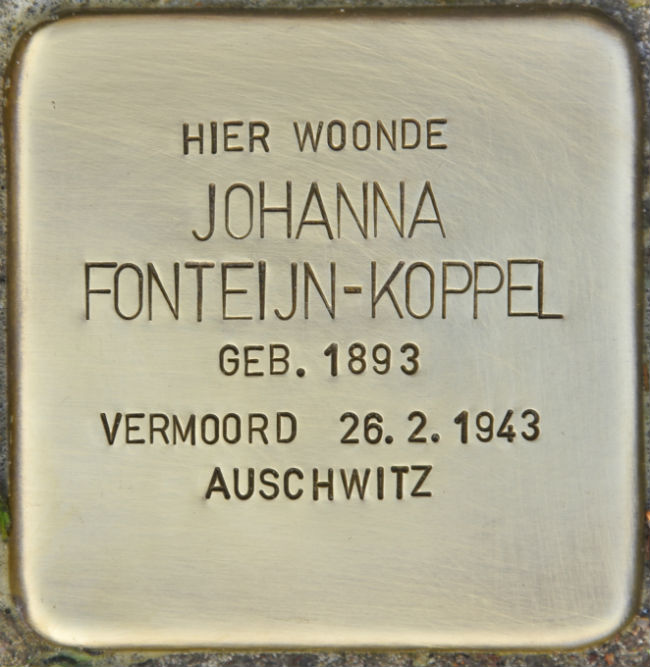 HIER WOONDE
JOHANNA
FONTEIJN-KOPPEL
GEB. 1893
VERMOORD 26.2.1943
AUSCHWITZ